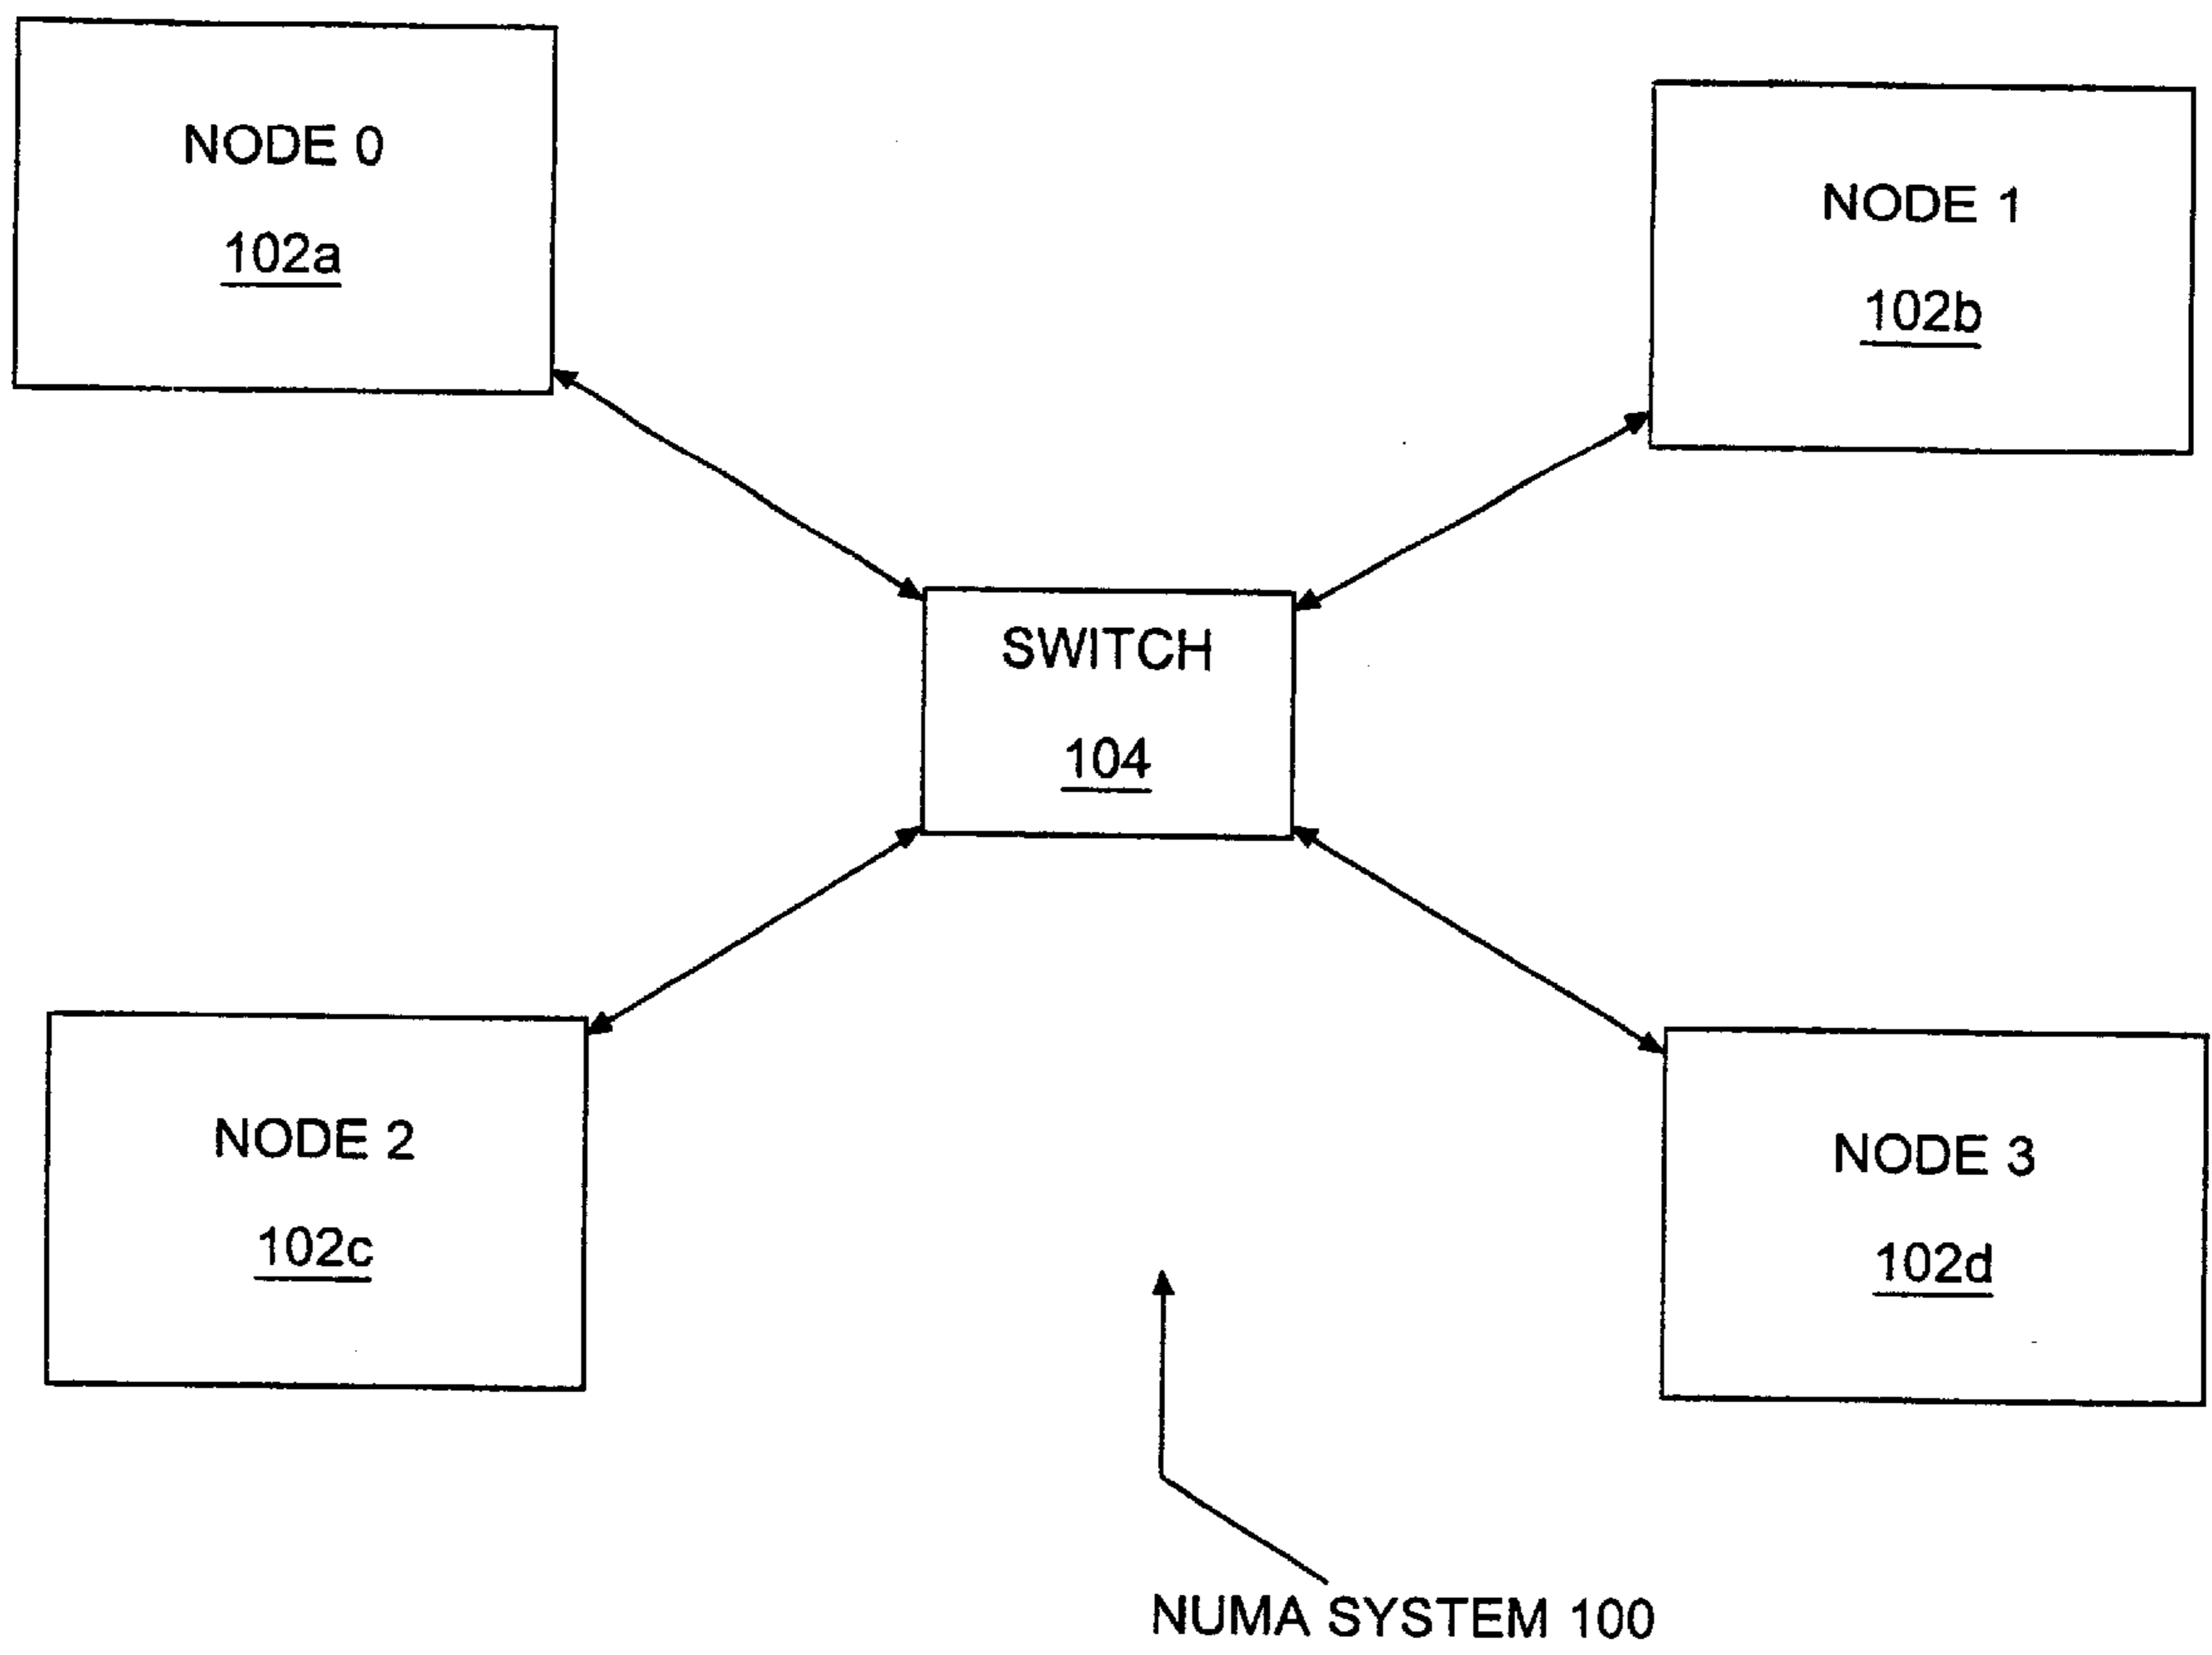 NODE 0
102a
NODE 1
102b
SWITCH
104
NODE 2
102c
NODE 3
102d
NUMA SYSTEM 100